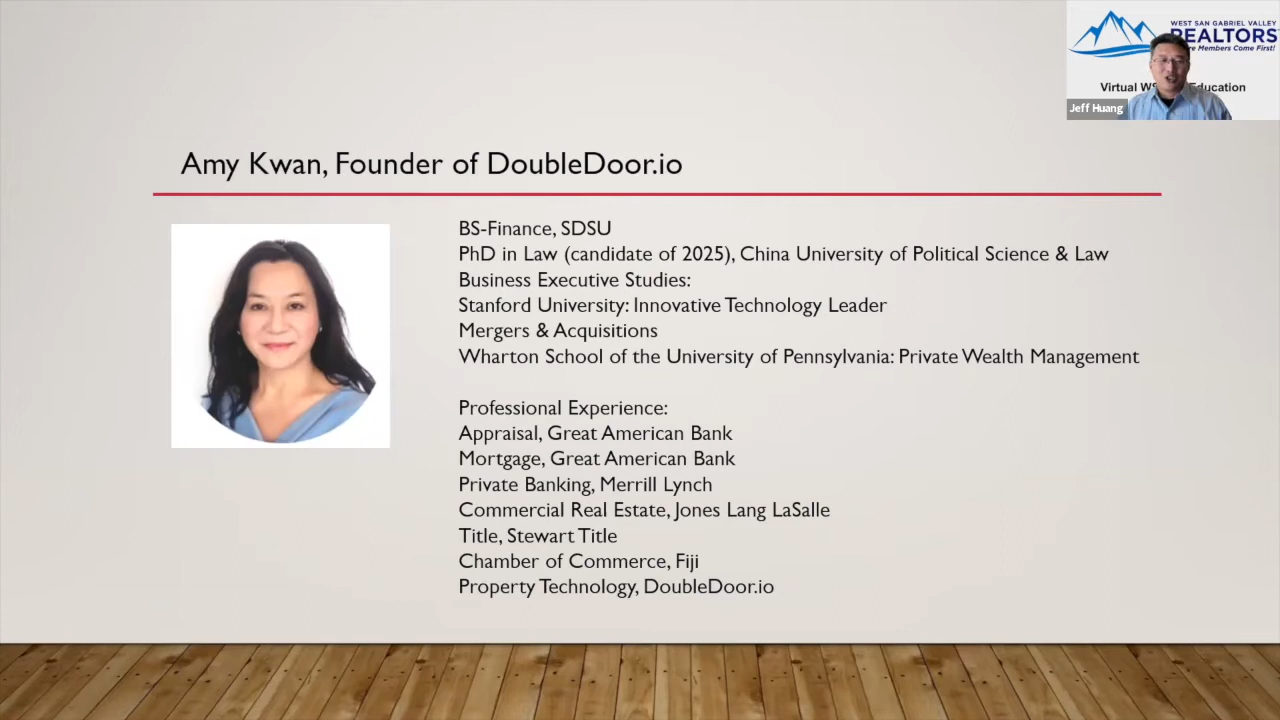 WEST SAN GABRIEL VALLEY
REALTORS
Members Come First!
Virtual Education
Jeff Huang
Amy Kwan, Founder of DoubleDoor.io
BS-Finance, SDSU
PhD in Law (candidate of 2025), China University of Political Science & Law
Business Executive Studies:
Stanford University: Innovative Technology Leader
Mergers & Acquisitions
Wharton School of the University of Pennsylvania: Private Wealth Management
Professional Experience:
Appraisal, Great American Bank
Mortgage, Great American Bank
Private Banking, Merrill Lynch
Commercial Real Estate, Jones Lang LaSalle
Title, Stewart Title
Chamber of Commerce, Fiji
Property Technology, DoubleDoor.io